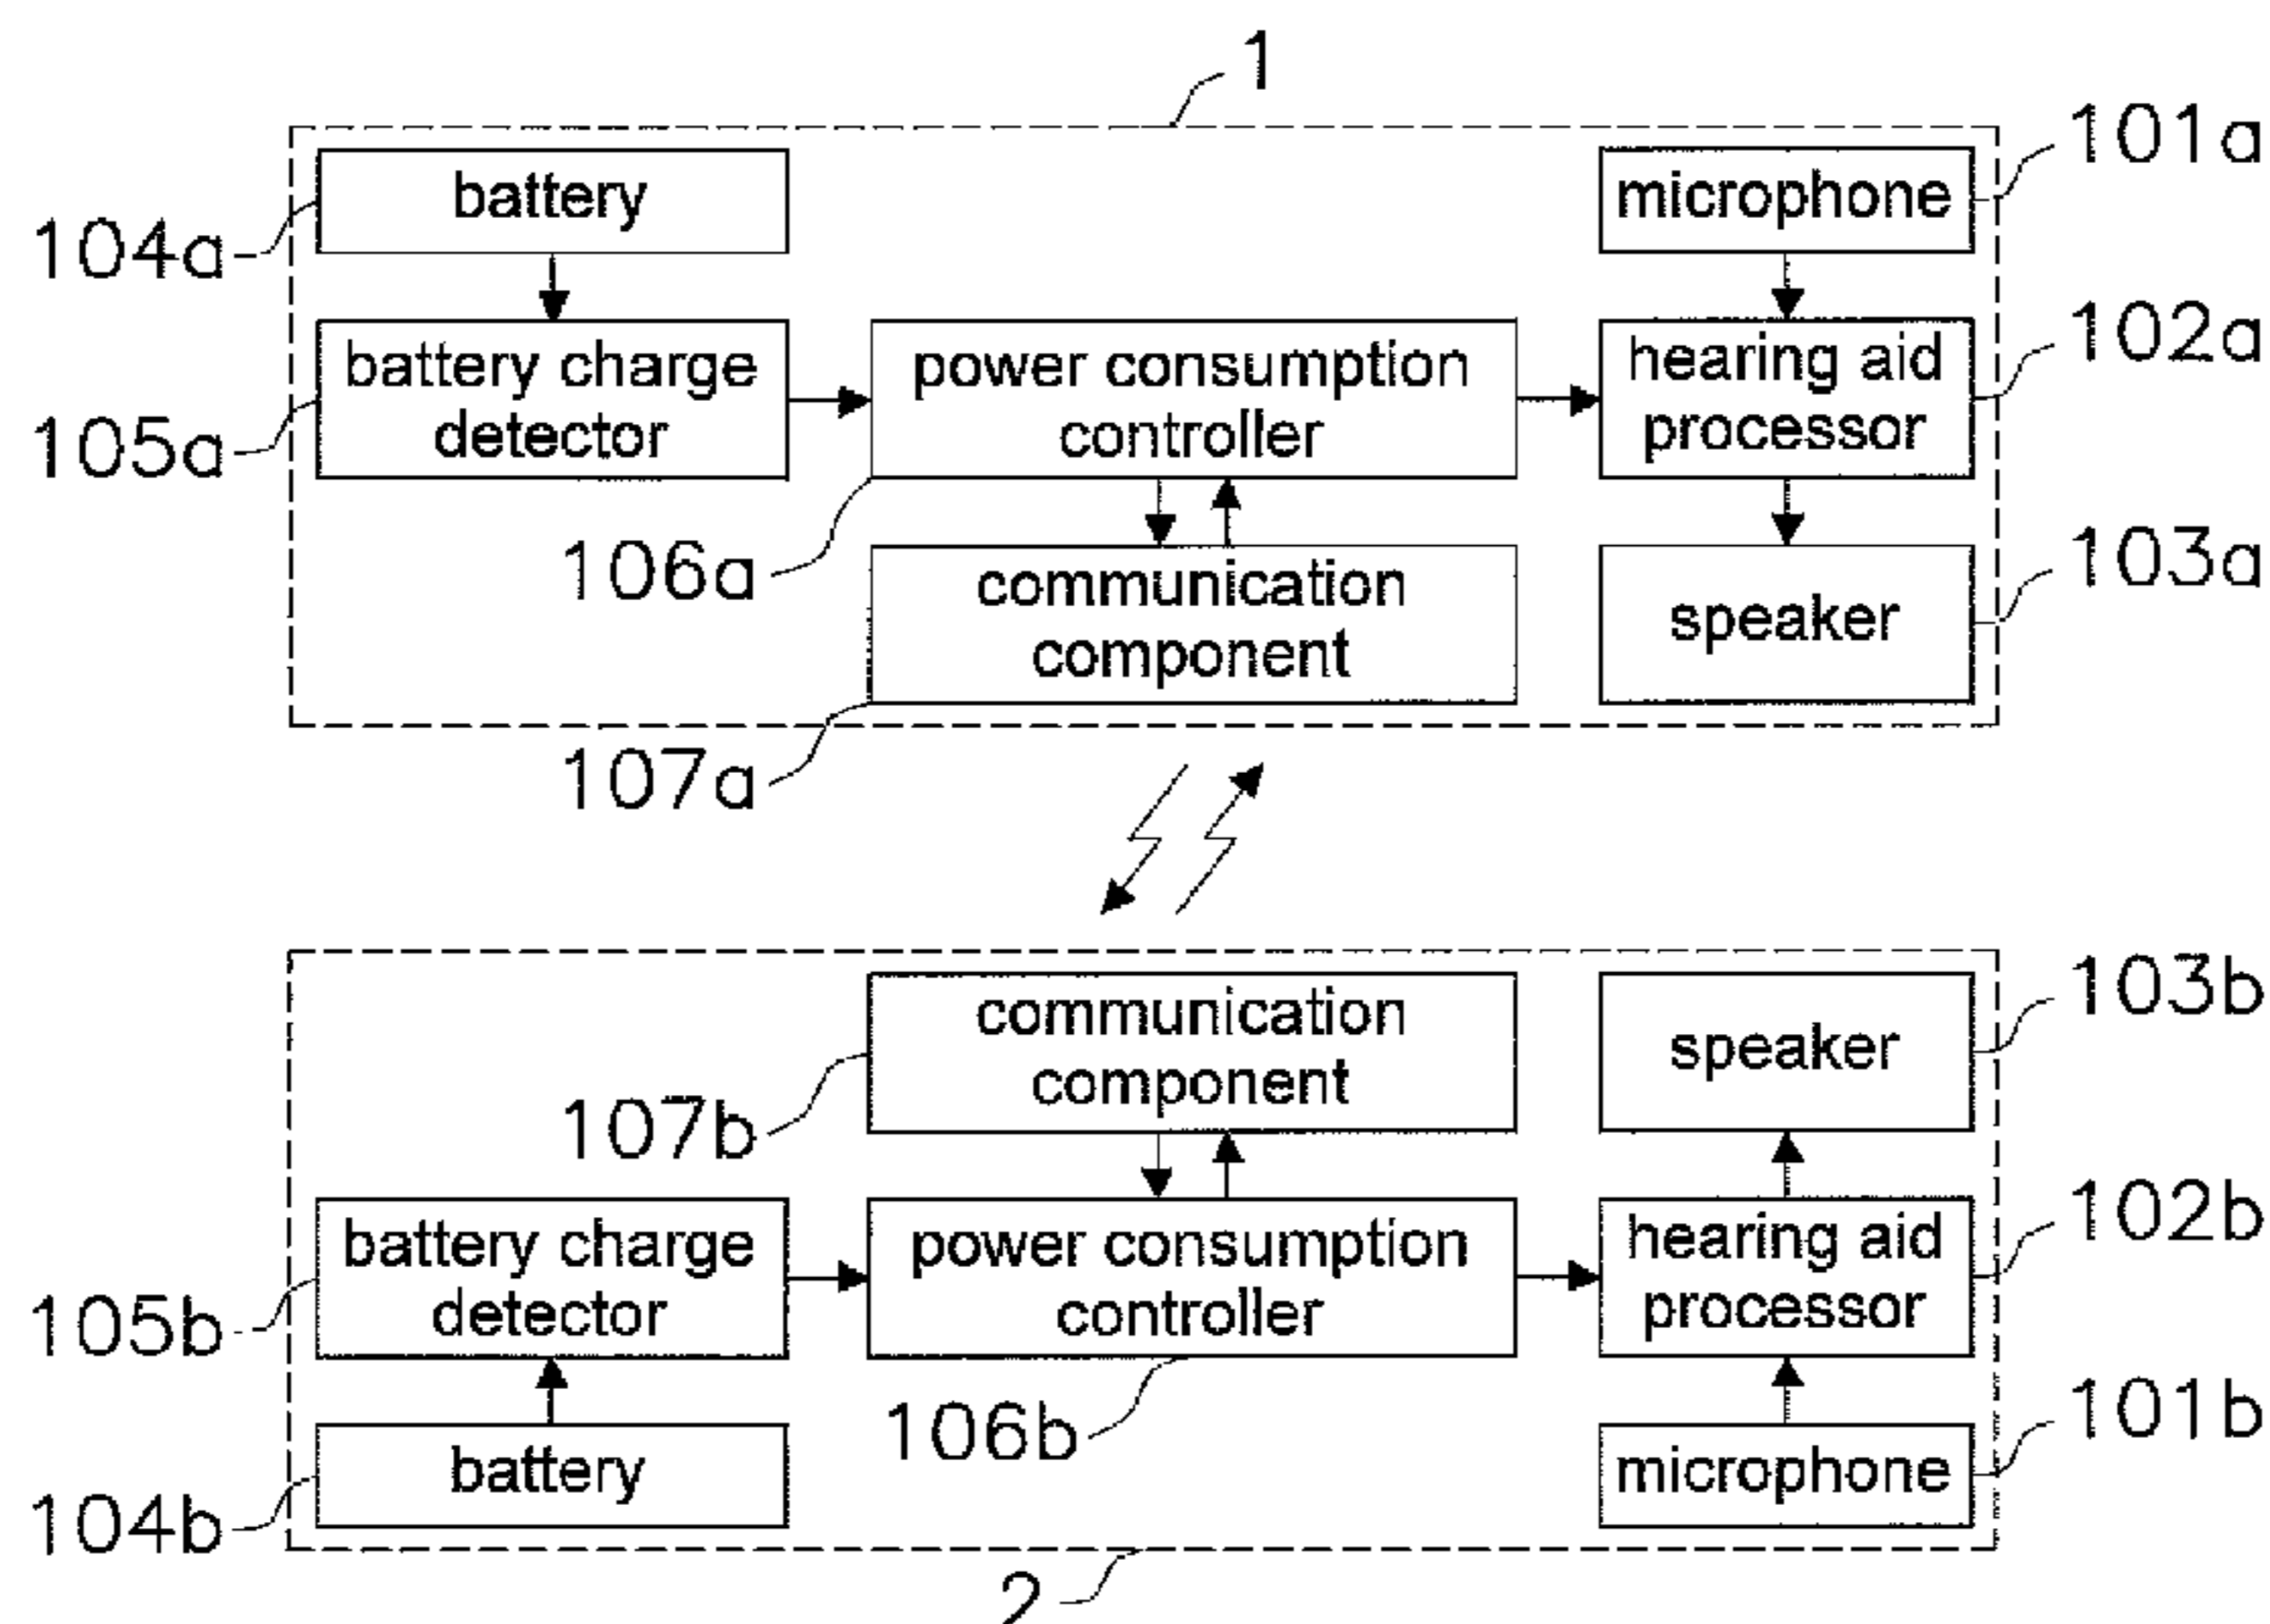 1
101a
battery
microphone
104a
102a
battery charge
detector
power consumption
controller
hearing aid
processor
105a
106a
103a
communication
component
speaker
107a
103b
communication
component
speaker
107b
102b
battery charge
detector
power consumption
controller
hearing aid
processor
105b
106b
101b
battery
microphone
104b
2